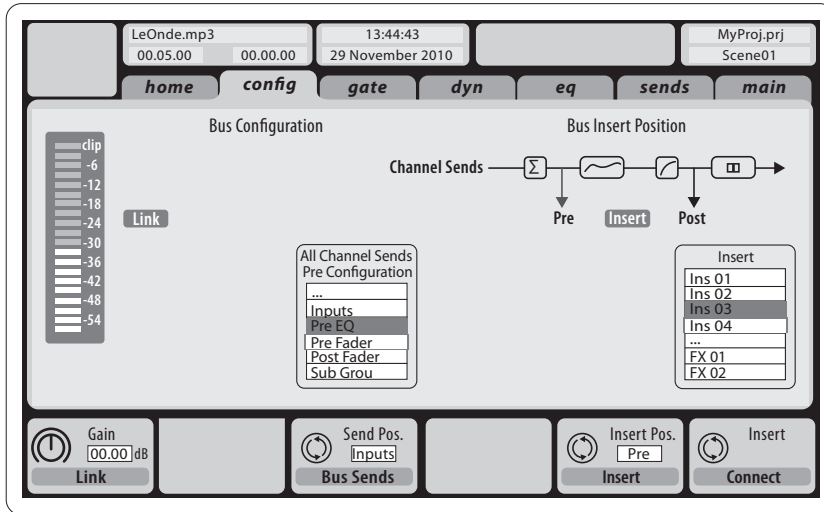 LeOnde.mp3
00.05.00 00.00.00
13:44:43
29 November 2010
MyProj.prj
Scene01
home config gate dyn eq sends main
Bus Configuration
Bus Insert Position
clip
-6
-12
-18
-24
-30
-36
-42
-48
-54
Link
Channel Sends
Σ
Pre Insert Post
All Channel Sends
Pre Configuration
...
Inputs
Pre EQ
Pre Fader
Post Fader
Sub Grou
Insert
Ins 01
Ins 02
Ins 03
Ins 04
...
FX 01
FX 02
Gain
00.00 dB
Link
Send Pos.
Inputs
Bus Sends
Insert Pos.
Pre
Insert
Insert
Connect